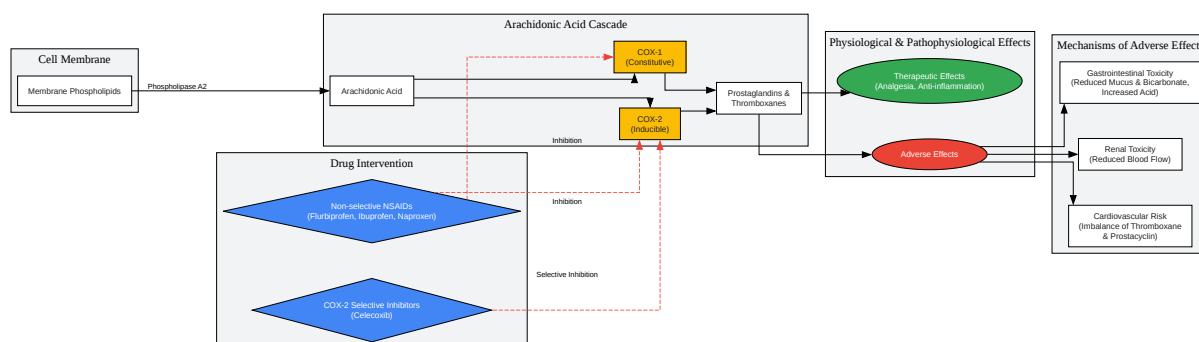 Arachidonic Acid Cascade
Cell Membrane
Membrane Phospholipids
Phospholipase A2
Arachidonic Acid
COX-1
(Constitutive)
COX-2
(Inducible)
Prostaglandins &
Thromboxanes
Inhibition
Physiological & Pathophysiological Effects
Therapeutic Effects
(Analgesia, Anti-inflammation)
Adverse Effects
Mechanisms of Adverse Effect
Gastrointestinal Toxicity
(Reduced Mucus & Bicarbonate,
Increased Acid)
Renal Toxicity
(Reduced Blood Flow)
Cardiovascular Risk
(Imbalance of Thromboxane
& Prostacyclin)
Drug Intervention
Non-selective NSAIDs
(Flurbiprofen, Ibuprofen, Naproxen)
Inhibition
Selective Inhibition
COX-2 Selective Inhibitors
(Celecoxib)